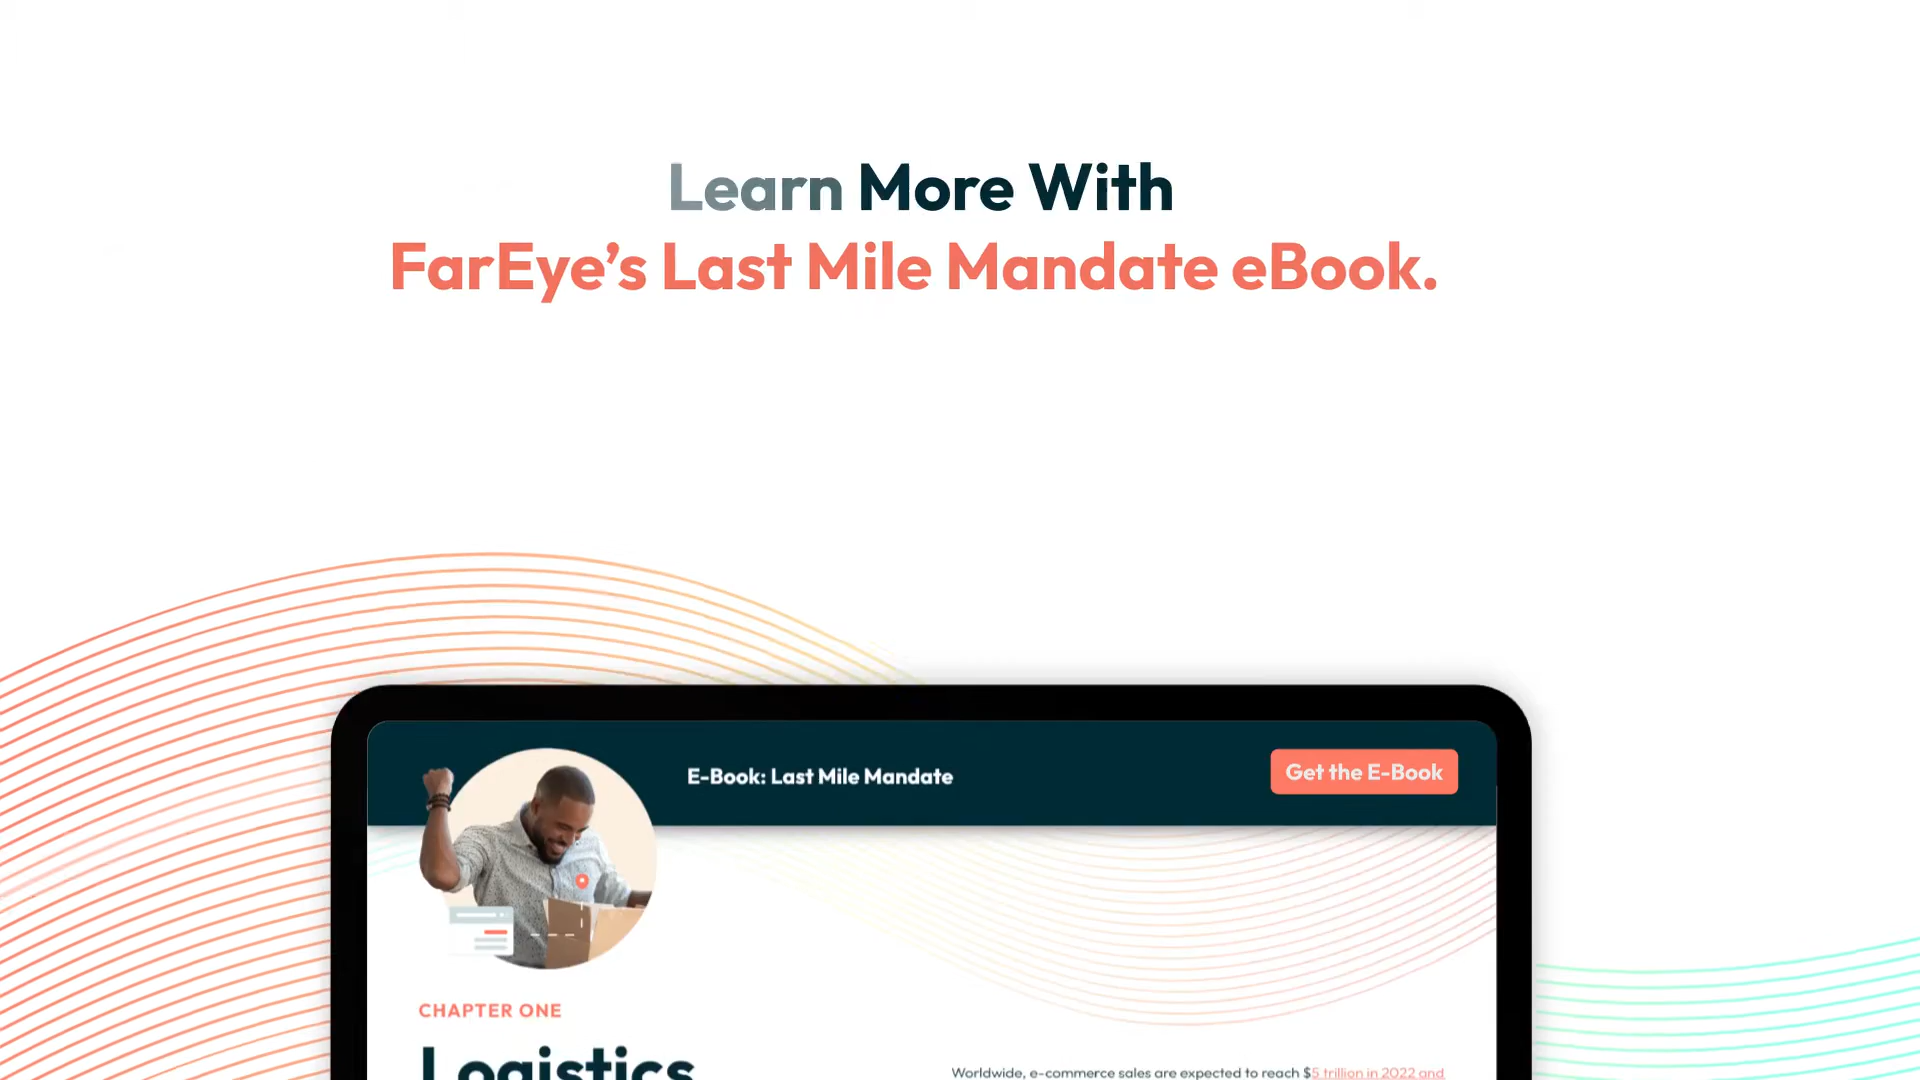 Learn More With
FarEye’s Last Mile Mandate eBook.
E-Book: Last Mile Mandate
Get the E-Book
CHAPTER ONE
Logistics
Worldwide, e-commerce sales are expected to reach $5 trillion in 2022 and